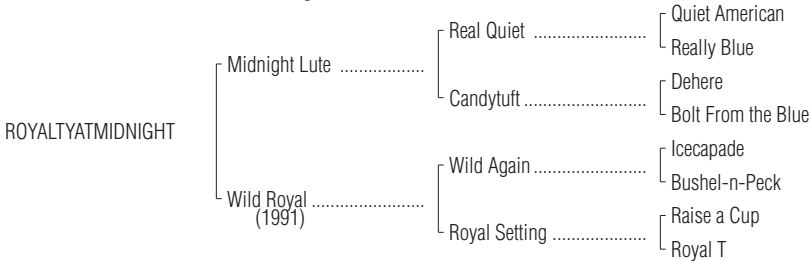 Quiet American
Real Quiet ........................
Really Blue
Midnight Lute ..................
Dehere
Candytuft ..........................
Bolt From the Blue
ROYALTYATMIDNIGHT
Icecapade
Wild Again ........................
Bushel-n-Peck
Wild Royal ........................
(1991)
Raise a Cup
Royal Setting ....................
Royal T